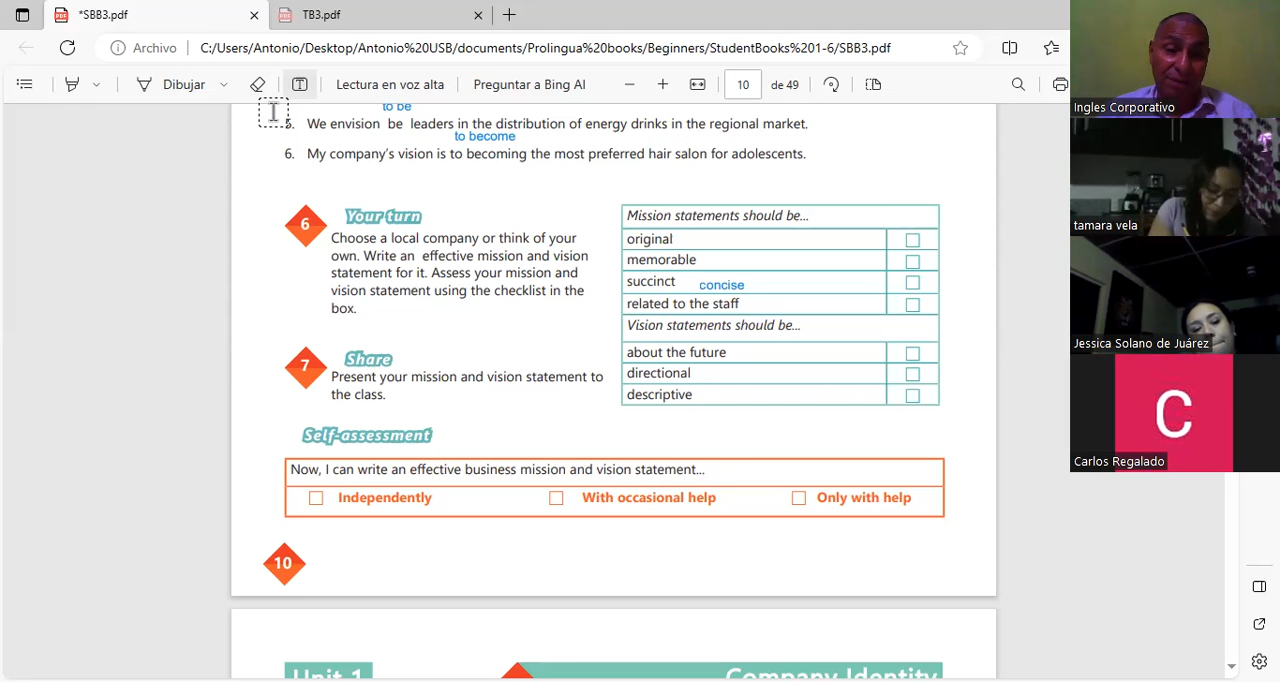 *SBB3.pdf
TB3.pdf
Archivo
C:/Users/Antonio/Desktop/Antonio%20USB/documents/Prolingua%20books/Beginners/StudentBooks%201-6/SBB3.pdf
Dibujar
Lectura en voz alta
Preguntar a Bing AI
10
de 49
to be
5. We envision be leaders in the distribution of energy drinks in the regional market.
to become
6. My company's vision is to becoming the most preferred hair salon for adolescents.
6
Your turn
Choose a local company or think of your
own. Write an effective mission and vision
statement for it. Assess your mission and
vision statement using the checklist in the
box.
Mission statements should be...
original
memorable
succinct concise
related to the staff
Vision statements should be...
about the future
directional
descriptive
7
Share
Present your mission and vision statement to
the class.
Self-assessment
Now, I can write an effective business mission and vision statement...
Independently
With occasional help
Only with help
10
Unit 1
Company Identity
Ingles Corporativo
tamara vela
Jessica Solano de Juárez
C
Carlos Regalado